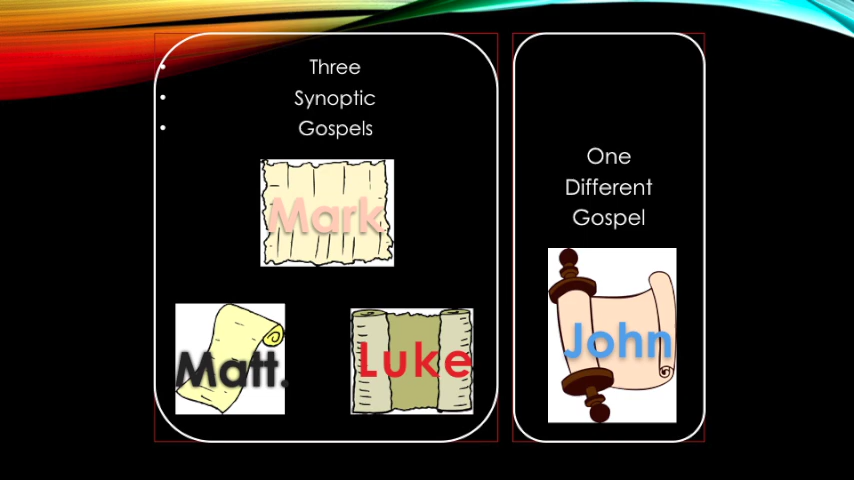 Three
Synoptic
Gospels
Mark
Matt.
Luke
One
Different
Gospel
John